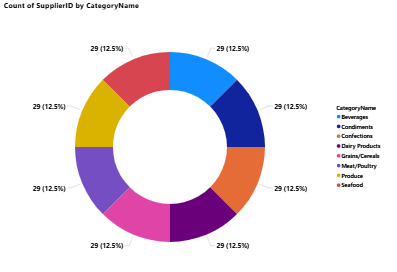 Count of SupplierID by CategoryName
29 (12.5%)
29 (12.5%)
29 (12.5%)
29 (12.5%)
29 (12.5%)
29 (12.5%)
29 (12.5%)
29 (12.5%)
CategoryName
Beverages
Condiments
Confections
Dairy Products
Grains/Cereals
Meat/Poultry
Produce
Seafood